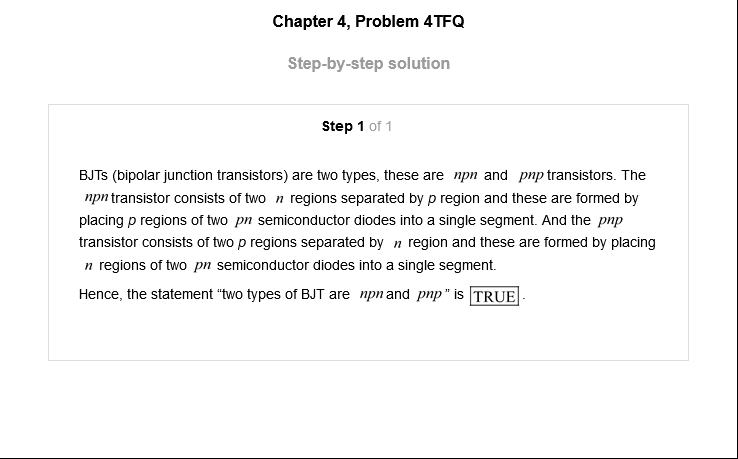 Chapter 4, Problem 4TFQ
Step-by-step solution
Step 1 of 1
BJTs (bipolar junction transistors) are two types, these are npn and pnp transistors. The
npn transistor consists of two n regions separated by p region and these are formed by
placing p regions of two pn semiconductor diodes into a single segment. And the pnp
transistor consists of two p regions separated by n region and these are formed by placing
n regions of two pn semiconductor diodes into a single segment.
Hence, the statement “two types of BJT are npn and pnp” is TRUE.